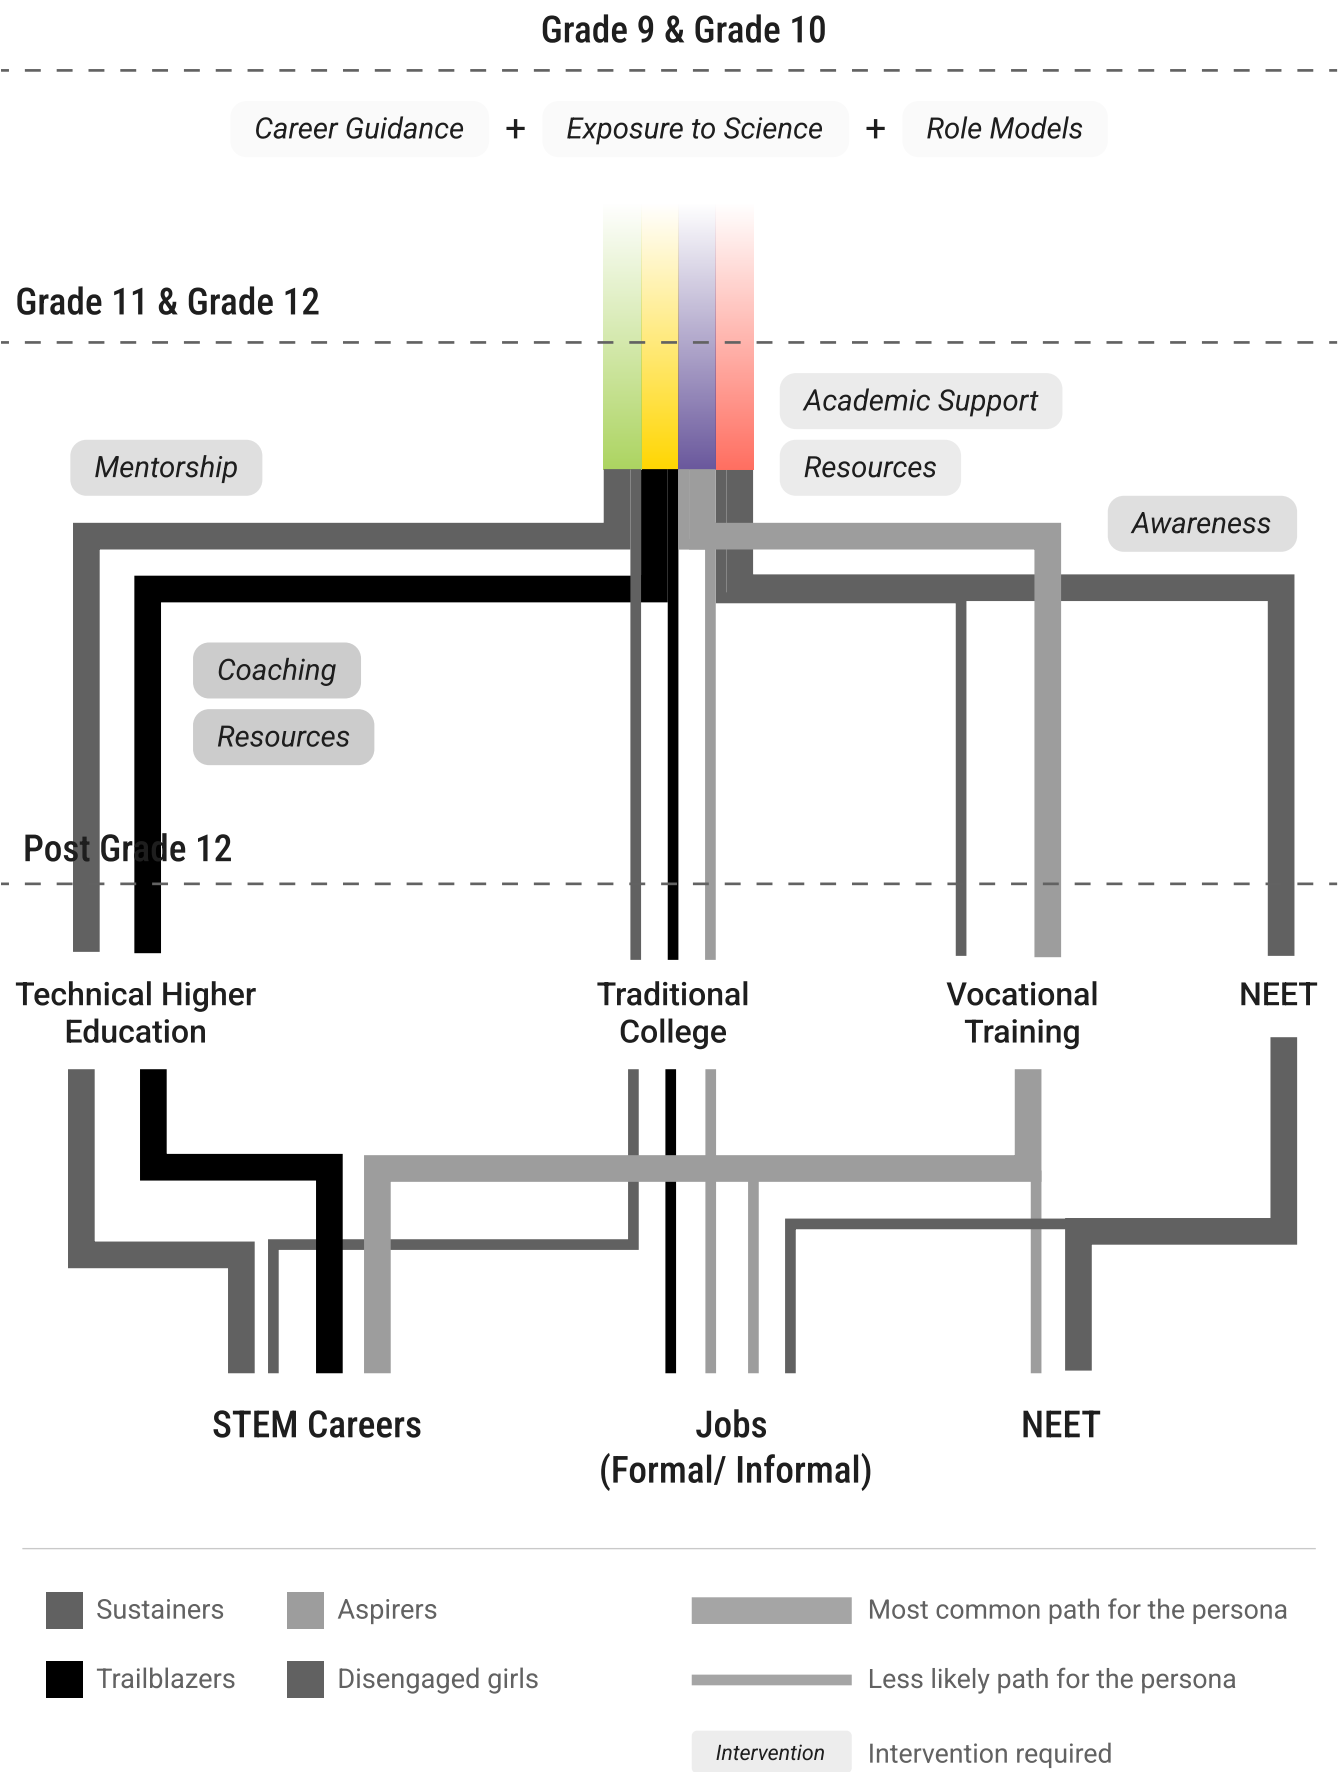 Grade 9 & Grade 10
Career Guidance + Exposure to Science + Role Models
Grade 11 & Grade 12
Academic Support
Mentorship
Resources
Awareness
Coaching
Resources
Post Grade 12
Technical Higher
Education
Traditional
College
Vocational
Training
NEET
STEM Careers
Jobs
(Formal/ Informal)
NEET
Sustainers
Aspirers
Most common path for the persona
Trailblazers
Disengaged girls
Less likely path for the persona
Intervention
Intervention required